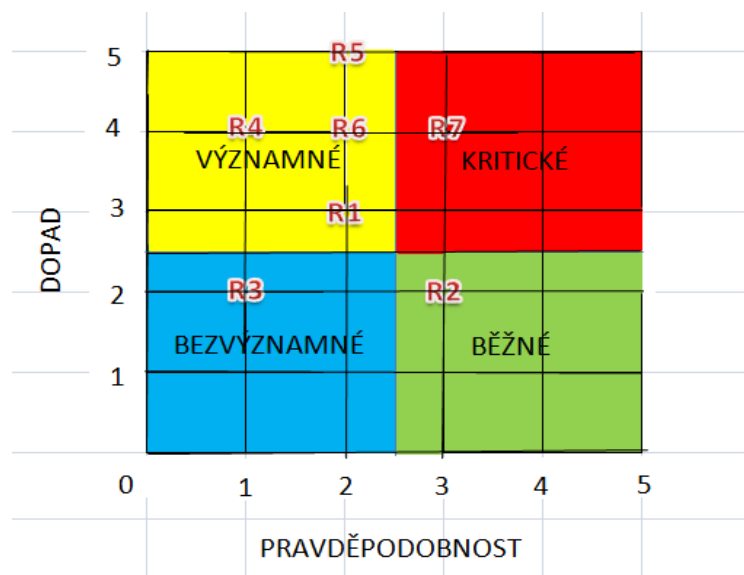 5 R5
4 R4 R6 R7
VÝZNAMNÉ KRITICKÉ
3 R1
DOPAD
2 R3 R2
BEZVÝZNAMNÉ BĚŽNÉ
1
0 1 2 3 4 5
PRAVDĚPODOBNOST